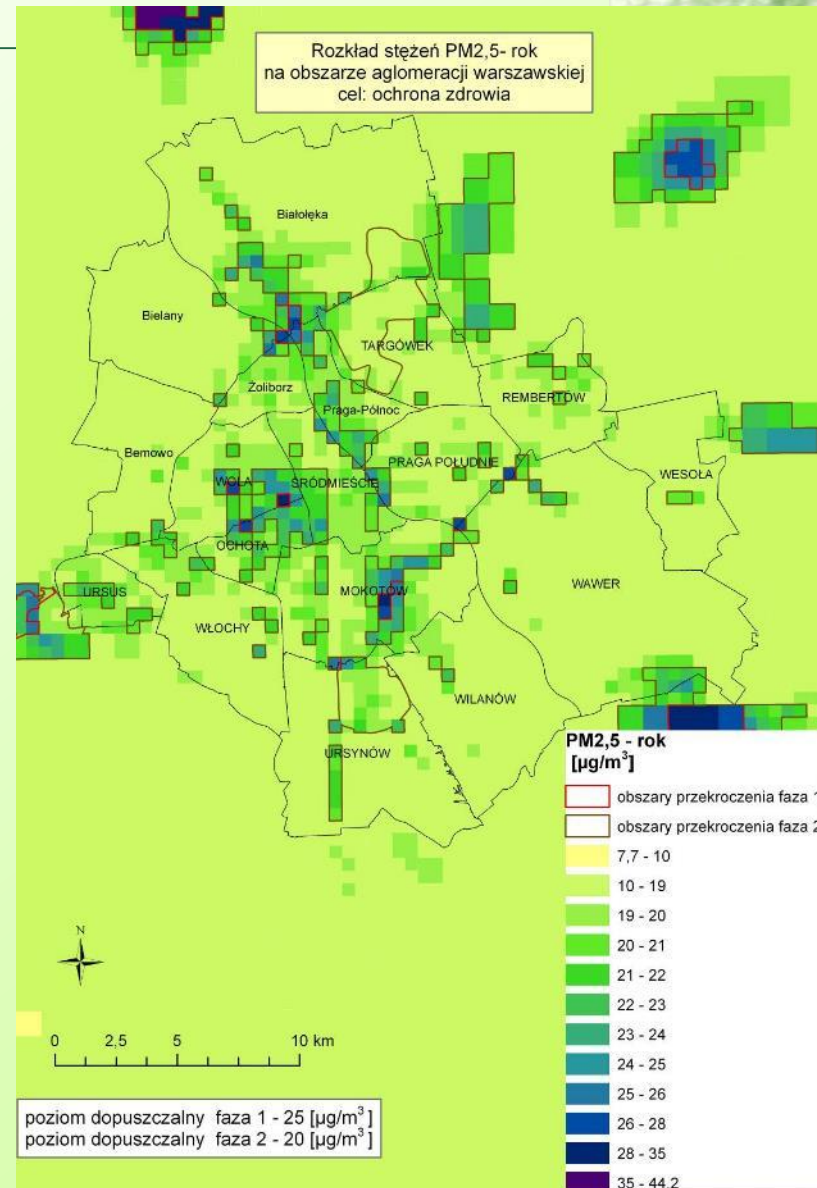 Rozkład stężeń PM2,5- rok
na obszarze aglomeracji warszawskiej
cel: ochrona zdrowia
Białołęka
Bielany
TARGÓWEK
Żoliborz
REMBERTÓW
Praga-Północ
Bemowo
PRAGA POŁUDNIE
WESOŁA
WOLA
ŚRÓDMIEŚCIE
OCHOTA
URSUS
MOKOTÓW
WAWER
WŁOCHY
WILANÓW
URSYNÓW
PM2,5 - rok
[µg/m³]
obszary przekroczenia faza 1
obszary przekroczenia faza 2
7,7 - 10
10 - 19
19 - 20
20 - 21
21 - 22
22 - 23
23 - 24
24 - 25
25 - 26
26 - 28
28 - 35
35 - 44,2
N
0 2,5 5 10 km
poziom dopuszczalny faza 1 - 25 [µg/m³]
poziom dopuszczalny faza 2 - 20 [µg/m³]